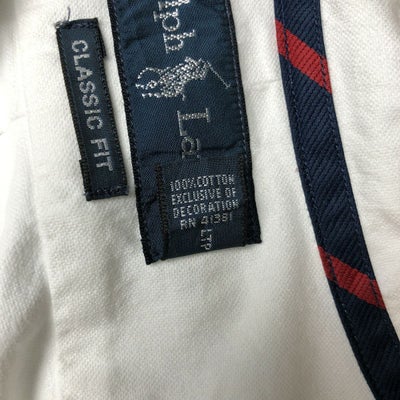 CLASSIC FIT
lph La
100% COTTON
EXCLUSIVE OF
DECORATION
RN 41381
LTP